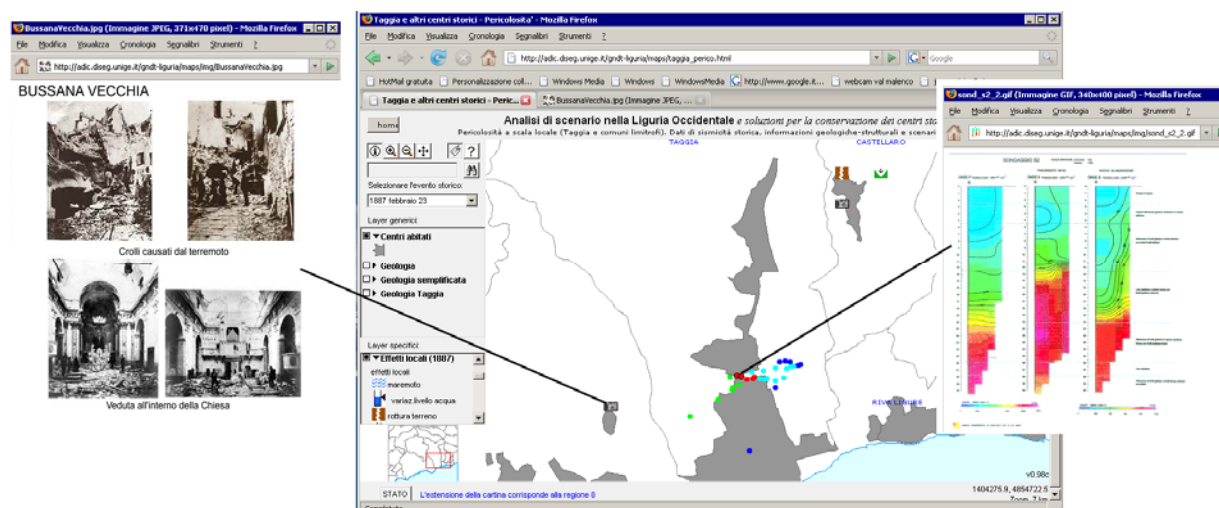 BussanaVecchia.jpg (Immagine JPEG, 371x470 pixel) - Mozilla Firefox
File Modifica Visualizza Cronologia Segnalibri Strumenti ?
http://adic.diseg.unige.it/gndt-liguria/maps/img/BussanaVecchia.jpg
BUSSANA VECCHIA
Crolli causati dal terremoto
Veduta all'interno della Chiesa
Taggia e altri centri storici - Pericolosita' - Mozilla Firefox
File Modifica Visualizza Cronologia Segnalibri Strumenti ?
http://adic.diseg.unige.it/gndt-liguria/maps/taggia_perico.html
Google
HotMail gratuita Personalizzazione coll... Windows Media Windows WindowsMedia http://www.google.it... webcam val malenco
Taggia e altri centri storici - Peric... BussanaVecchia.jpg (Immagine JPEG, ...
home
Analisi di scenario nella Liguria Occidentale e soluzioni per la conservazione dei centri sto
Pericolosità a scala locale (Taggia e comuni limitrofi). Dati di sismicità storica, informazioni geologiche-strutturali e scenari
TAGGIA
CASTELLARO
Selezionare l'evento storico:
1887 febbraio 23
Layer generici:
Centri abitati
Geologia
Geologia semplificata
Geologia Taggia
Layer specifici:
Effetti locali (1887)
effetti locali
maremoto
variaz.livello acqua
rottura terreno
RIVA LIGURE
v0.98c
STATO L'estensione della cartina corrisponde alla regione 0
1404275.9, 4854722.5
Zoom 7 km
Completato
sond_s2_2.gif (Immagine GIF, 340x400 pixel) - Mozilla Firefox
File Modifica Visualizza Cronologia Segnalibri Strumenti ?
http://adic.diseg.unige.it/gndt-liguria/maps/img/sond_s2_2.gif
SONDAGGIO S2